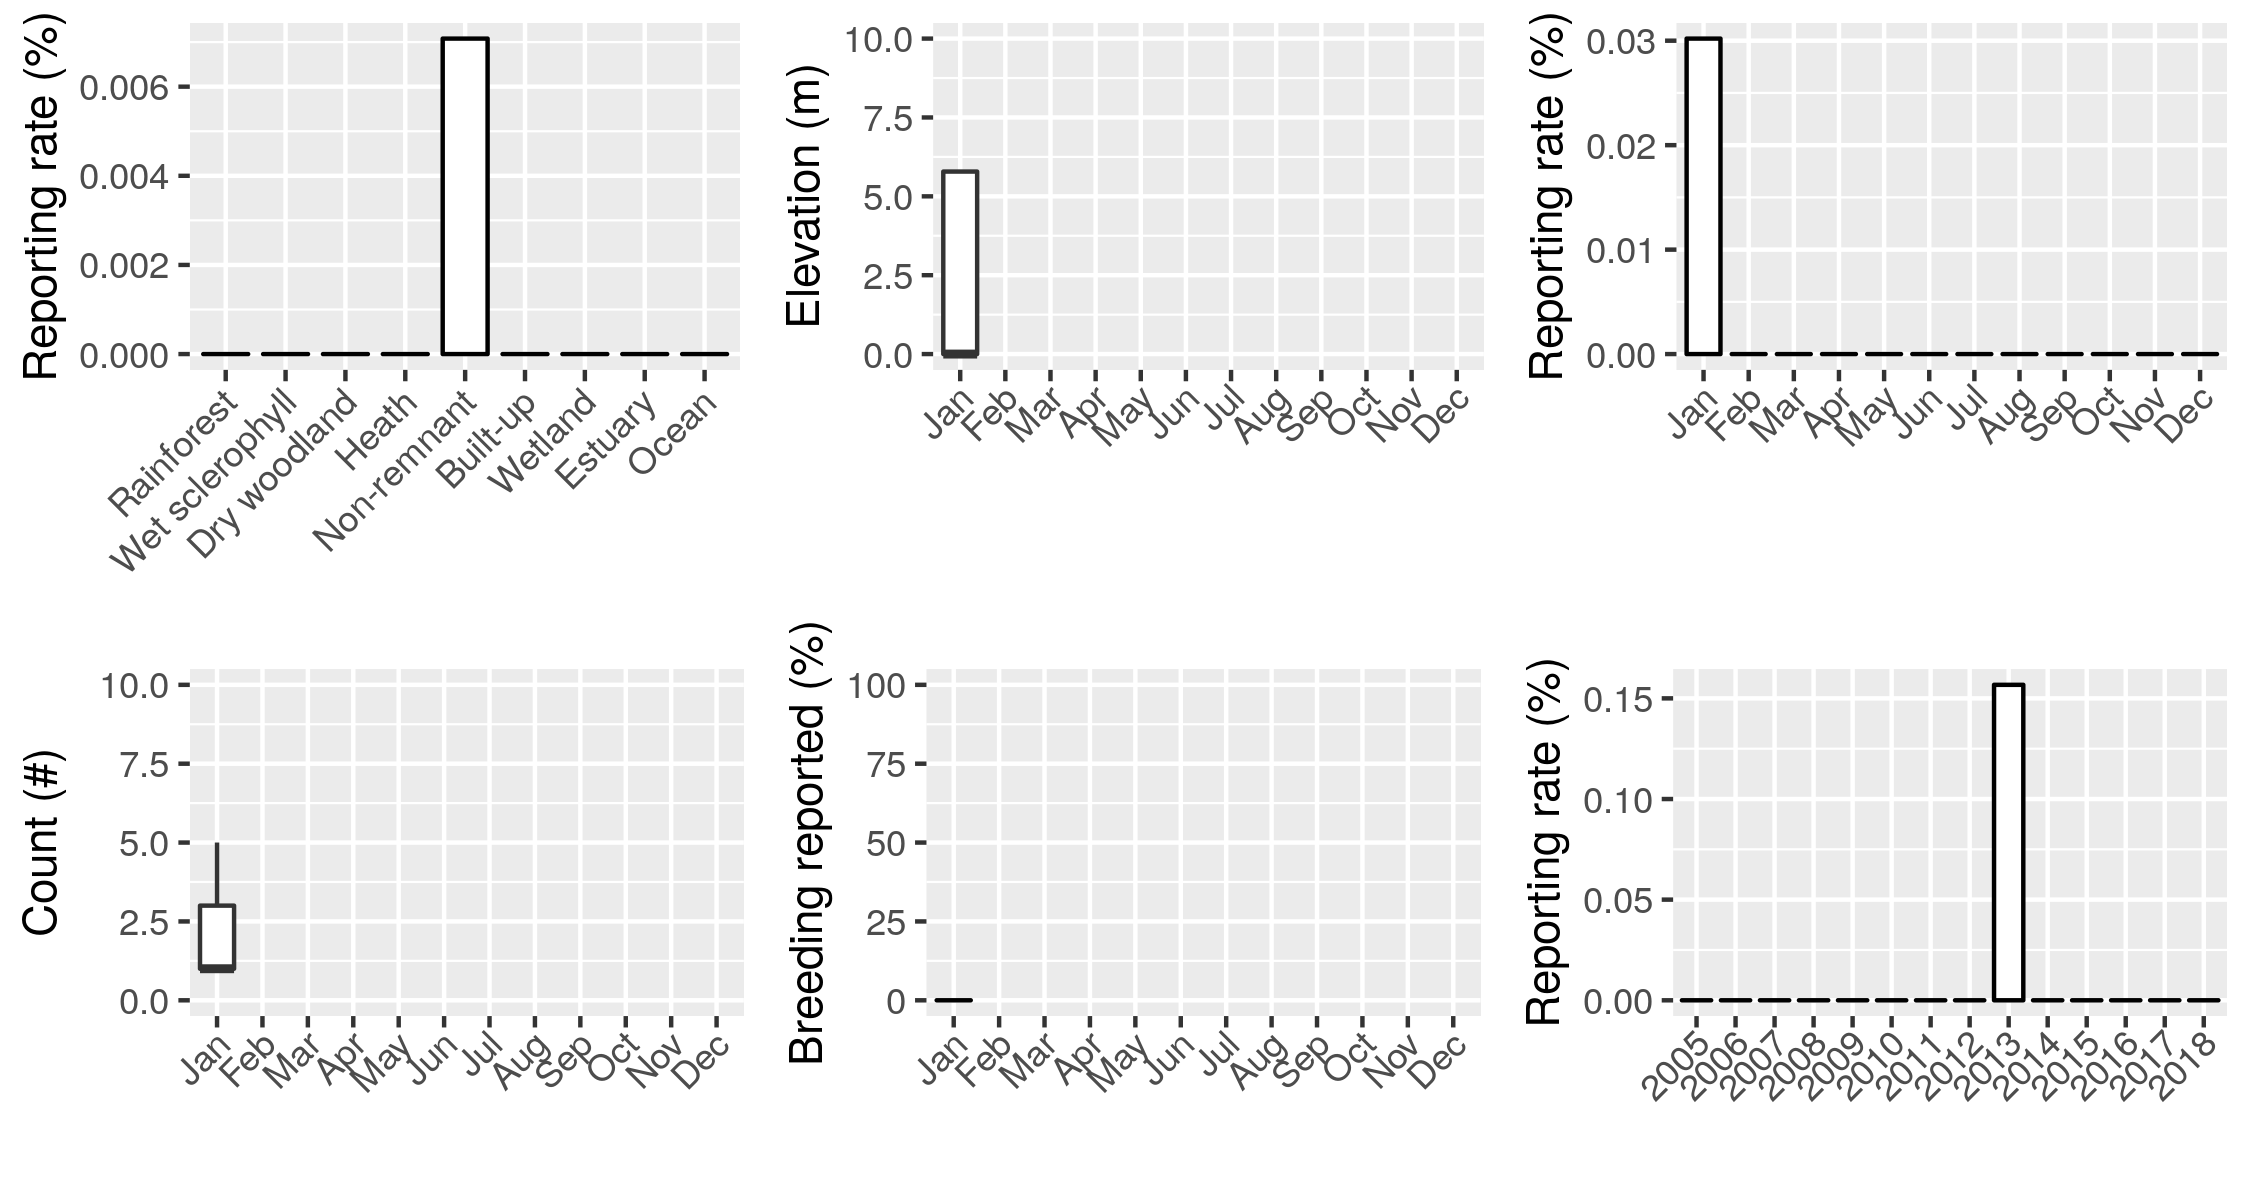 Reporting rate (%)
0.006
0.004
0.002
0.000
Rainforest
Wet sclerophyll
Dry woodland
Heath
Non-remnant
Built-up
Wetland
Estuary
Ocean
Elevation (m)
10.0
7.5
5.0
2.5
0.0
Jan Feb Mar Apr May Jun Jul Aug Sep Oct Nov Dec
Reporting rate (%)
0.03
0.02
0.01
0.00
Jan Feb Mar Apr May Jun Jul Aug Sep Oct Nov Dec
Count (#)
10.0
7.5
5.0
2.5
0.0
Jan Feb Mar Apr May Jun Jul Aug Sep Oct Nov Dec
Breeding reported (%)
100
75
50
25
0
Jan Feb Mar Apr May Jun Jul Aug Sep Oct Nov Dec
Reporting rate (%)
0.15
0.10
0.05
0.00
2005 2006 2007 2008 2009 2010 2011 2012 2013 2014 2015 2016 2017 2018